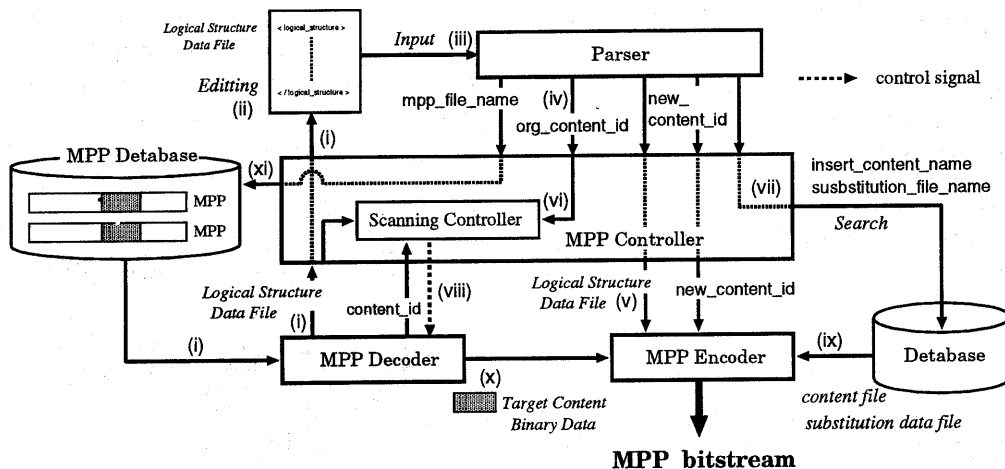 Logical Structure
Data File
< logical_structure >
< / logical_structure >
Editting
(ii)
Input (iii)
Parser
control signal
mpp_file_name
(iv)
org_content_id
new_
content_id
(i)
MPP Detabase
MPP
MPP
(xi)
(vi)
(vii)
Scanning Controller
MPP Controller
insert_content_name
susbstitution_file_name
Search
Logical Structure
Data File
(i)
content_id
(viii)
Logical Structure
Data File (v)
new_content_id
(i)
MPP Decoder
(x)
MPP Encoder
(ix)
Detabase
Target Content
Binary Data
content file
substitution data file
MPP bitstream